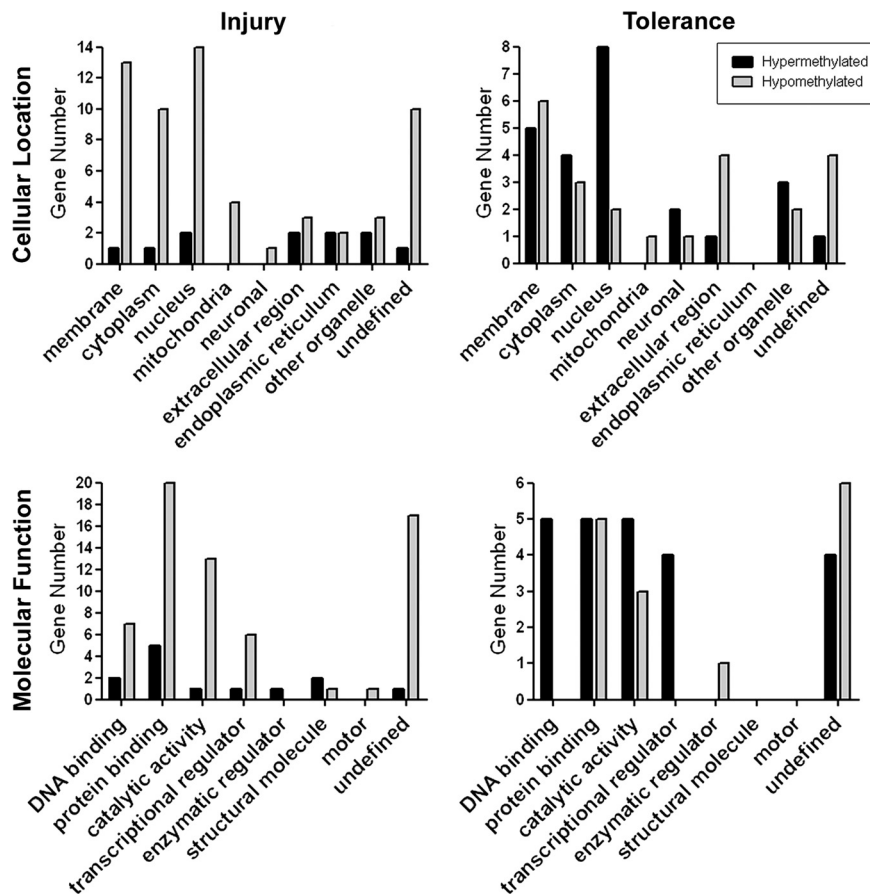 Injury
Tolerance
Cellular Location
Gene Number
14
12
10
8
6
4
2
0
membrane
cytoplasm
nucleus
mitochondria
neuronal
extracellular region
endoplasmic reticulum
other organelle
undefined
Gene Number
8
7
6
5
4
3
2
1
0
membrane
cytoplasm
nucleus
mitochondria
neuronal
extracellular region
endoplasmic reticulum
other organelle
undefined
Hypermethylated
Hypomethylated
Molecular Function
Gene Number
20
18
16
14
12
10
8
6
4
2
0
DNA binding
protein binding
catalytic activity
transcriptional regulator
enzymatic regulator
structural molecule
motor
undefined
Gene Number
6
5
4
3
2
1
0
DNA binding
protein binding
catalytic activity
transcriptional regulator
enzymatic regulator
structural molecule
motor
undefined